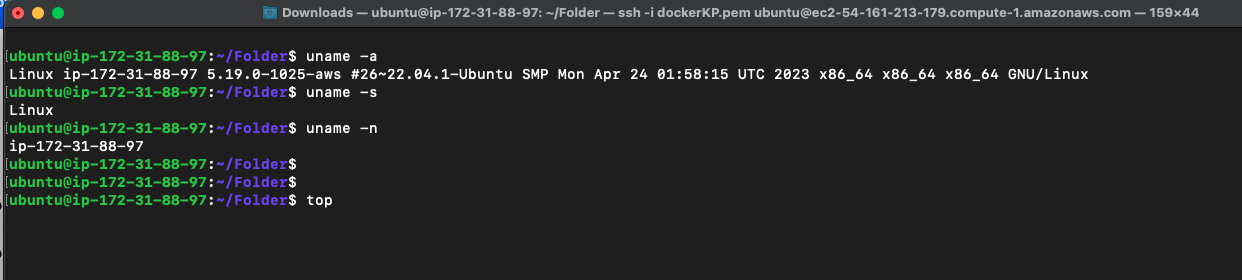 Downloads — ubuntu@ip-172-31-88-97: ~/Folder — ssh -i dockerKP.pem ubuntu@ec2-54-161-213-179.compute-1.amazonaws.com — 159×44
[ubuntu@ip-172-31-88-97:~/Folder$ uname -a
Linux ip-172-31-88-97 5.19.0-1025-aws #26~22.04.1-Ubuntu SMP Mon Apr 24 01:58:15 UTC 2023 x86_64 x86_64 x86_64 GNU/Linux
[ubuntu@ip-172-31-88-97:~/Folder$ uname -s
Linux
[ubuntu@ip-172-31-88-97:~/Folder$ uname -n
ip-172-31-88-97
[ubuntu@ip-172-31-88-97:~/Folder$
[ubuntu@ip-172-31-88-97:~/Folder$
[ubuntu@ip-172-31-88-97:~/Folder$ top